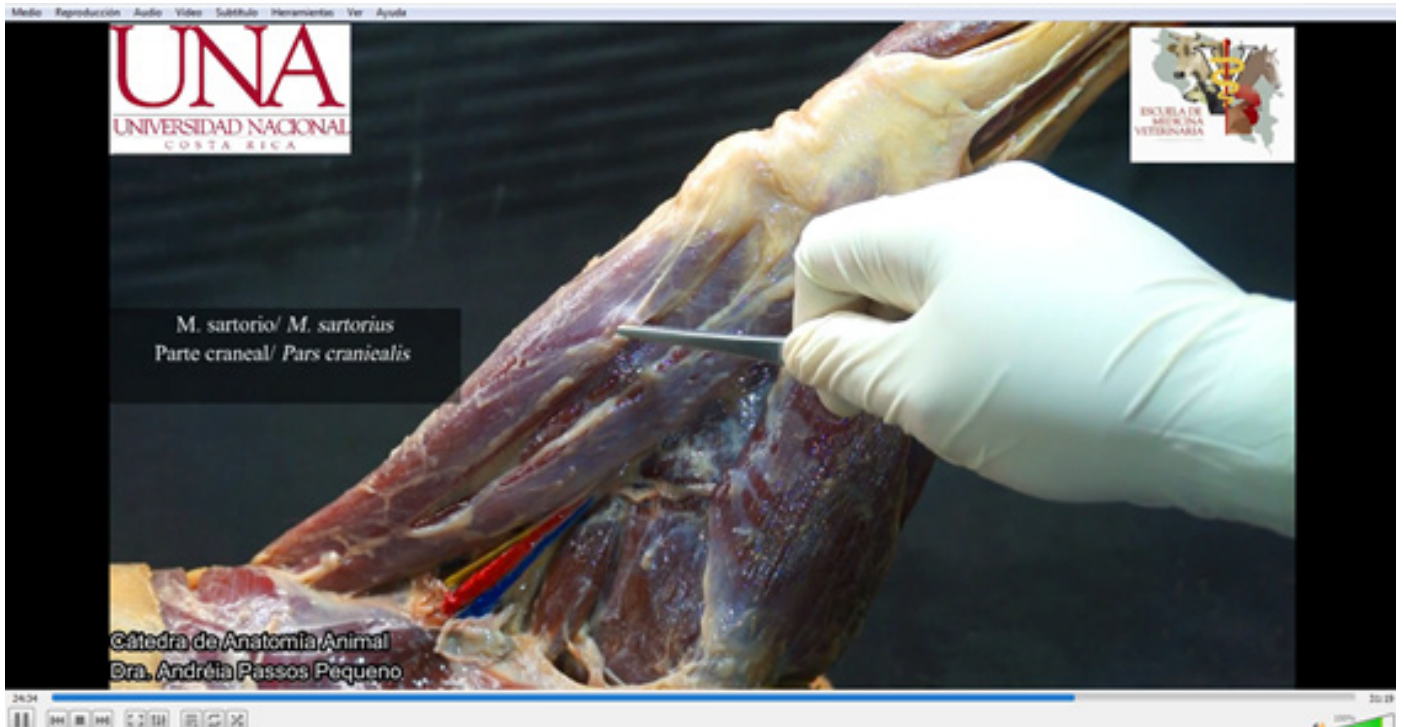 Medio Reproducción Audio Video Subtítulo Herramientas Ver Ayuda
UNA
UNIVERSIDAD NACIONAL
COSTA RICA
ESCUELA DE
MEDICINA
VETERINARIA
M. sartorio/ M. sartorius
Parte craneal/ Pars craniealis
Cátedra de Anatomía Animal
Dra. Andréia Passos Pequeno
24:34
31:19